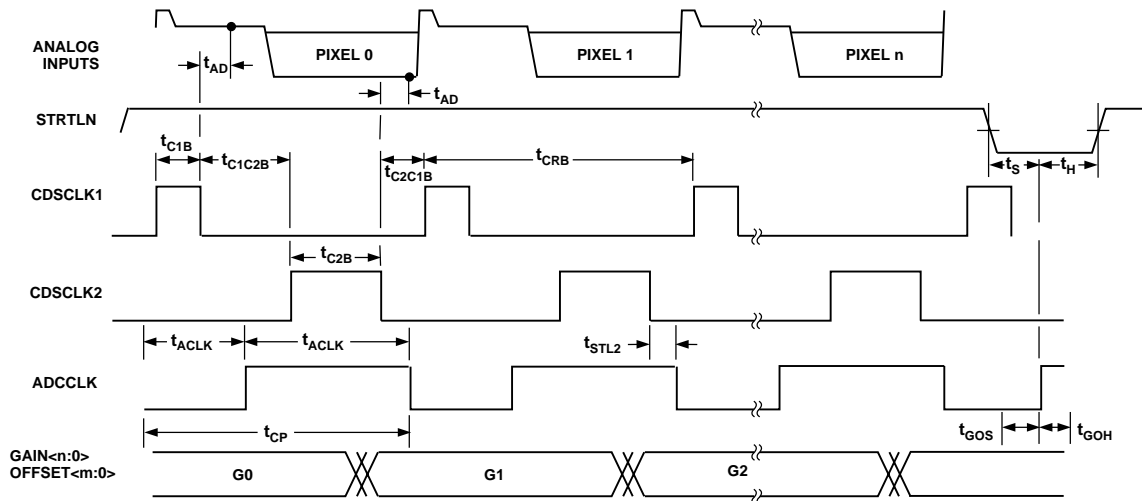 ANALOG
INPUTS
PIXEL 0
PIXEL 1
PIXEL n
tAD
tAD
STRTLN
tC1B
tC1C2B
tC2C1B
tCRB
tS
tH
CDSCLK1
tC2B
CDSCLK2
tACLK
tACLK
tSTL2
ADCCLK
tCP
tGOS
tGOH
GAIN<n:0>
OFFSET<m:0>
G0
G1
G2